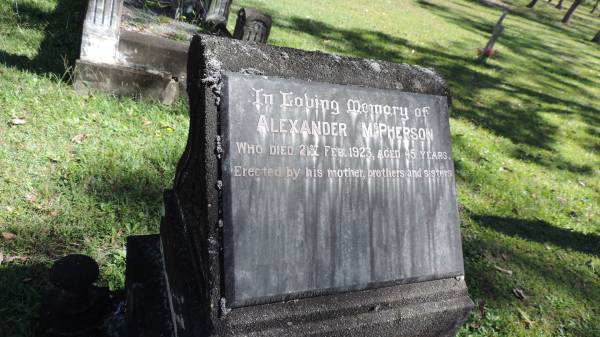 In Loving Memory of
ALEXANDER McPHERSON
WHO DIED 21ST FEB. 1923, AGED 45 YEARS.
Erected by his mother, brothers and sisters